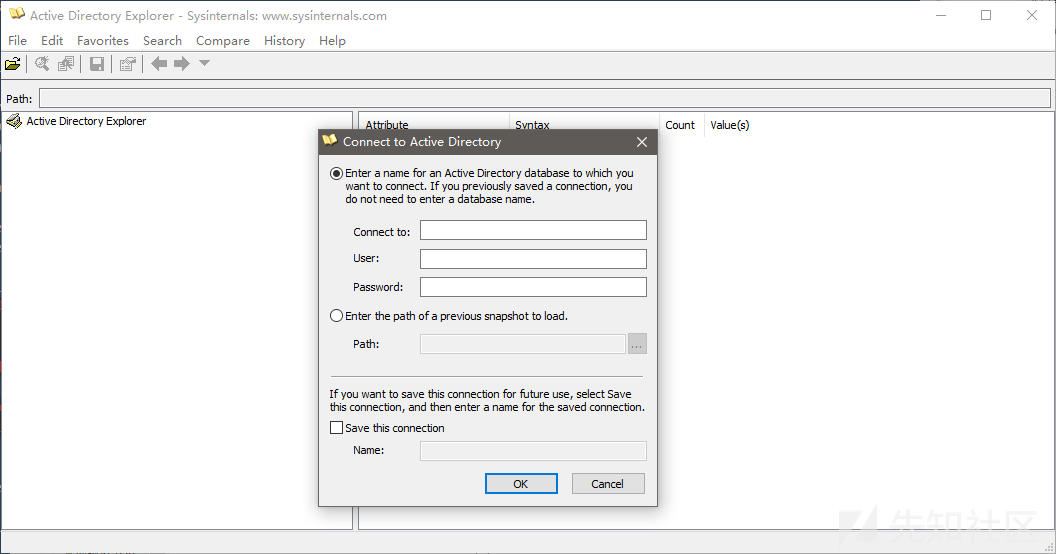 Active Directory Explorer - Sysinternals: www.sysinternals.com
File Edit Favorites Search Compare History Help
Path:
Active Directory Explorer
Attribute Syntax Count Value(s)
Connect to Active Directory
Enter a name for an Active Directory database to which you
want to connect. If you previously saved a connection, you
do not need to enter a database name.
Connect to:
User:
Password:
Enter the path of a previous snapshot to load.
Path:
...
If you want to save this connection for future use, select Save
this connection, and then enter a name for the saved connection.
Save this connection
Name:
OK Cancel
先知社区